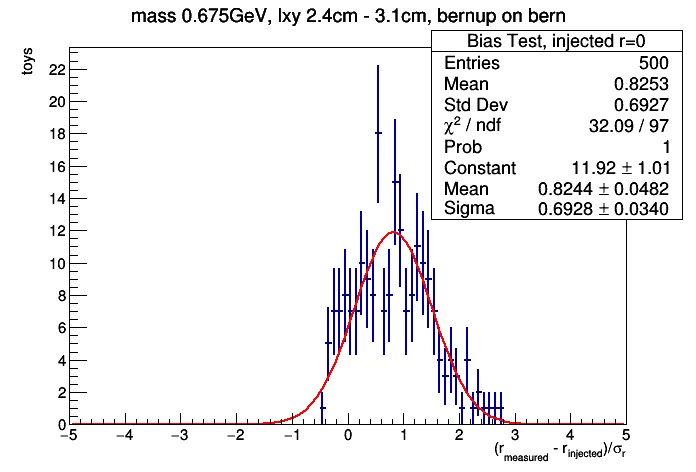 mass 0.675GeV, lxy 2.4cm - 3.1cm, bernup on bern
Bias Test, injected r=0
Entries 500
Mean 0.8253
Std Dev 0.6927
χ² / ndf 32.09 / 97
Prob 1
Constant 11.92 ± 1.01
Mean 0.8244 ± 0.0482
Sigma 0.6928 ± 0.0340
toys
22
20
18
16
14
12
10
8
6
4
2
0
−5 −4 −3 −2 −1 0 1 2 3 4 5
(r_measured - r_injected)/σ_r